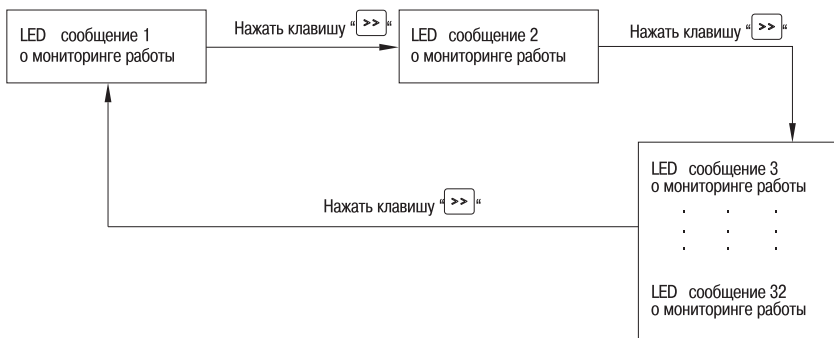 LED сообщение 1
о мониторинге работы
Нажать клавишу “>>“
LED сообщение 2
о мониторинге работы
Нажать клавишу “>>“
LED сообщение 3
о мониторинге работы
. . .
. . .
. . .
LED сообщение 32
о мониторинге работы
Нажать клавишу “>>“